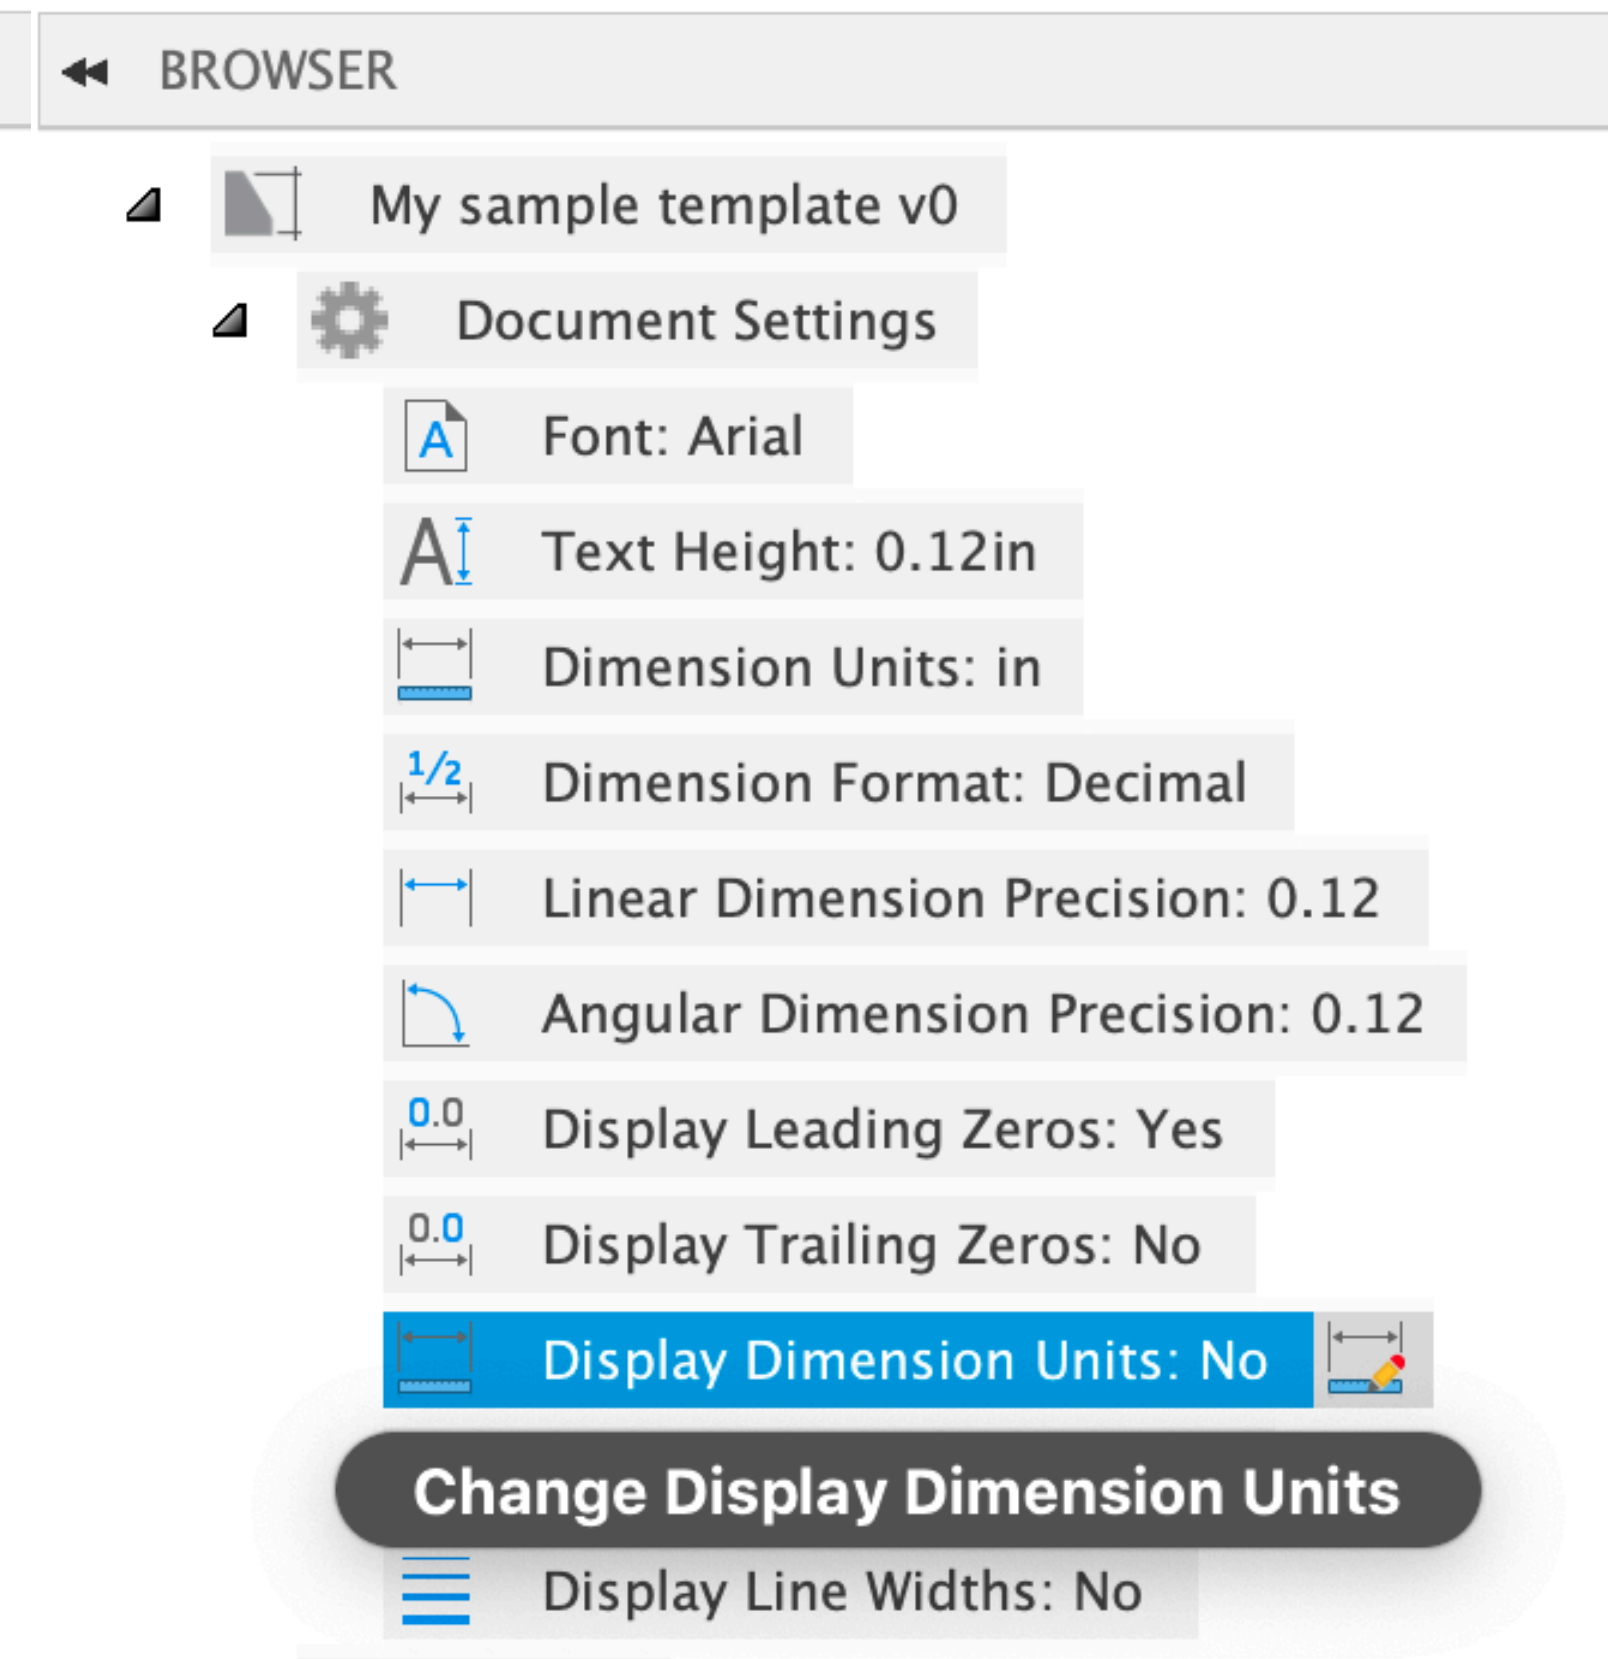 BROWSER
My sample template v0
Document Settings
A Font: Arial
A Text Height: 0.12in
Dimension Units: in
1/2 Dimension Format: Decimal
Linear Dimension Precision: 0.12
Angular Dimension Precision: 0.12
0.0 Display Leading Zeros: Yes
0.0 Display Trailing Zeros: No
Display Dimension Units: No
Change Display Dimension Units
Display Line Widths: No